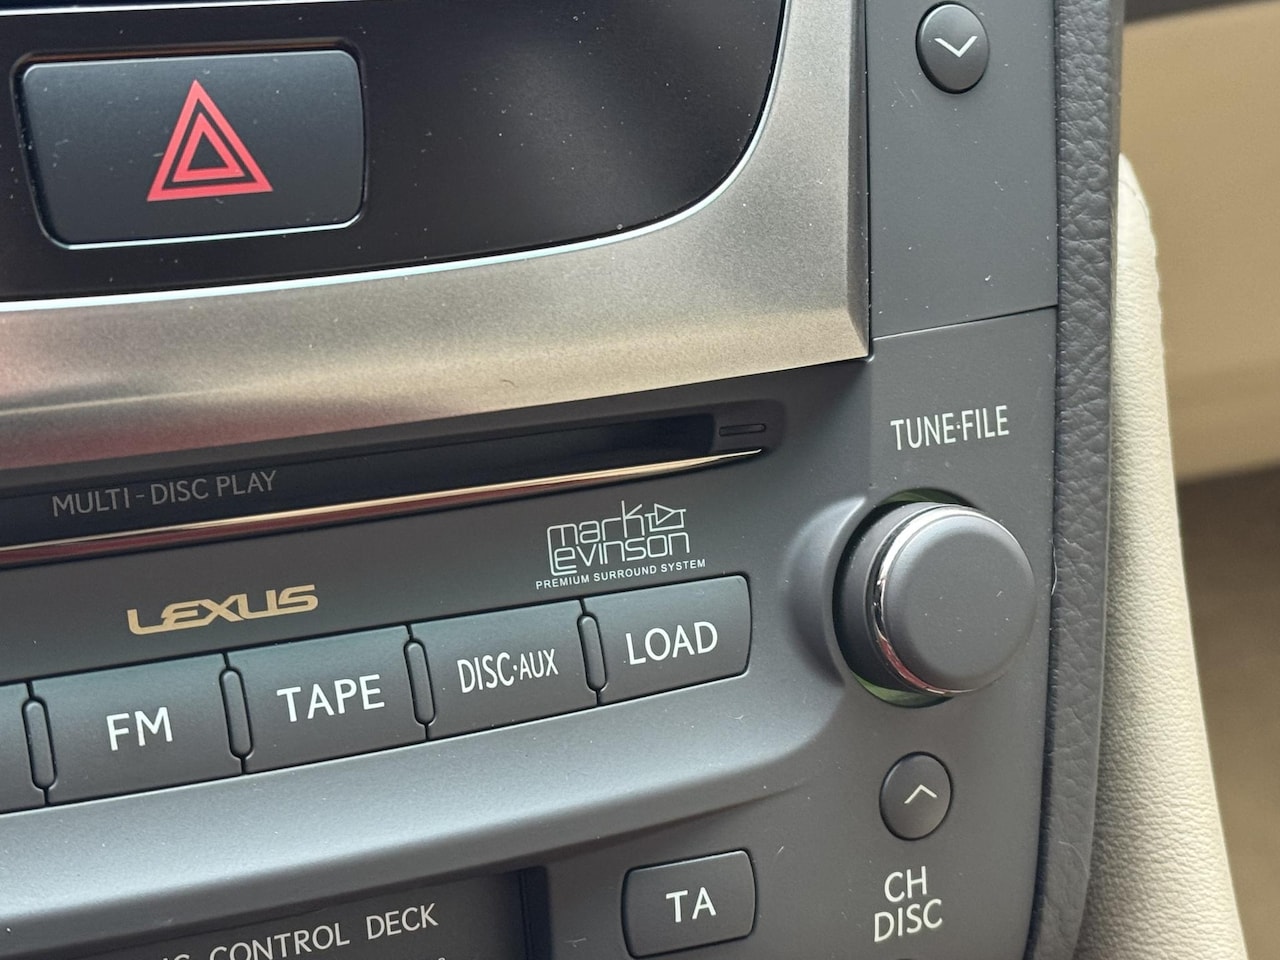 TUNE·FILE
MULTI-DISC PLAY
mark
Levinson
PREMIUM SURROUND SYSTEM
LEXUS
FM
TAPE
DISC·AUX
LOAD
TA
CH
DISC
CONTROL DECK